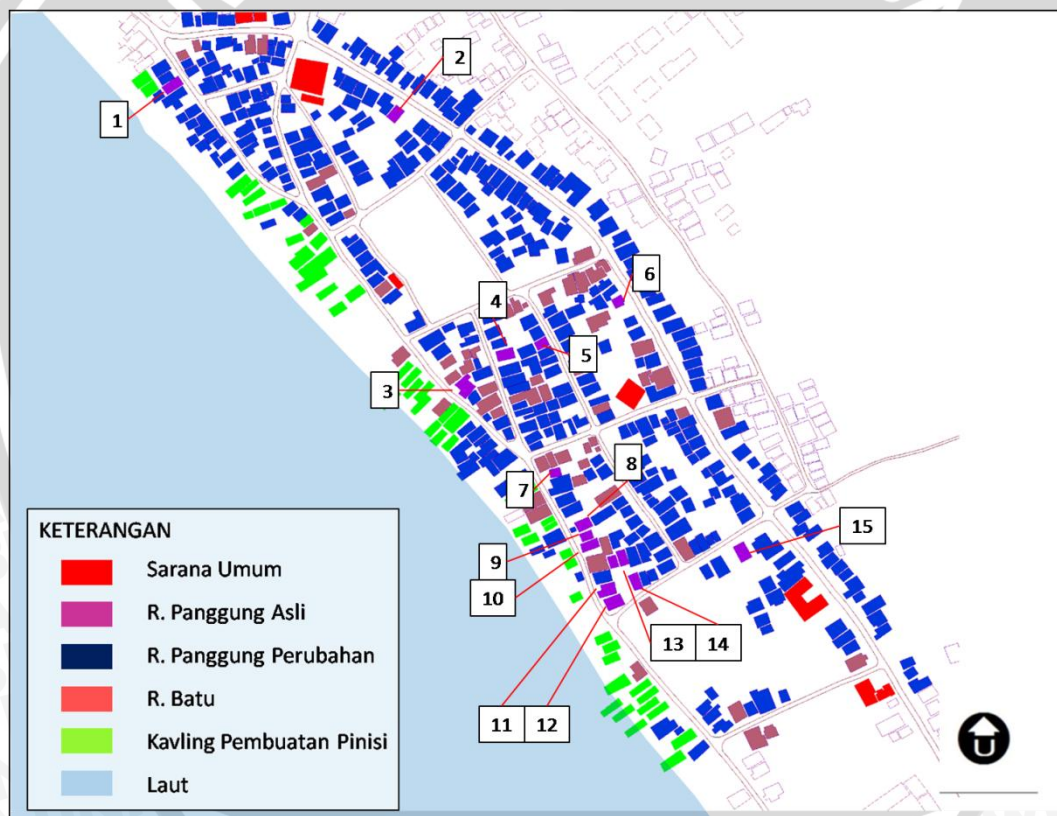 1
2
3
4
5
6
7
8
9
10
11 12
13 14
15
KETERANGAN
Sarana Umum
R. Panggung Asli
R. Panggung Perubahan
R. Batu
Kavling Pembuatan Pinisi
Laut
U